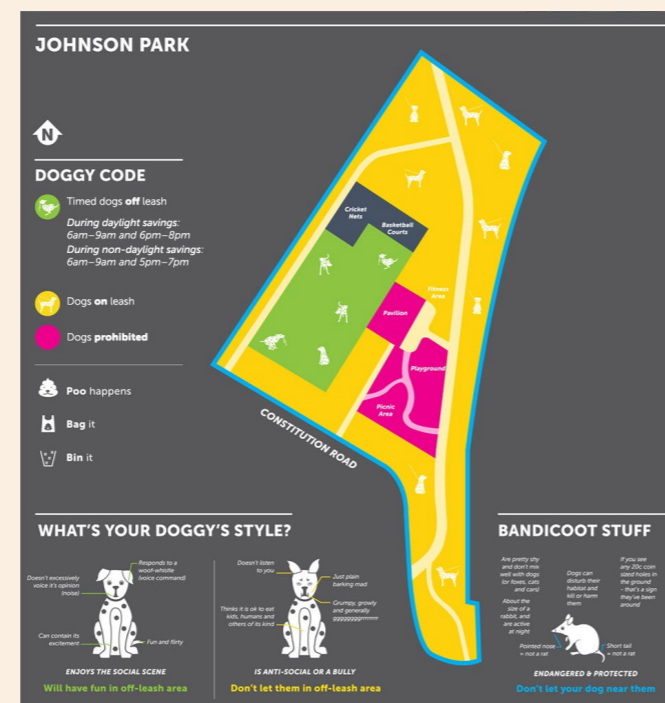 JOHNSON PARK
N
DOGGY CODE
Timed dogs off leash
During daylight savings:
6am–9am and 6pm–8pm
During non-daylight savings:
6am–9am and 5pm–7pm
Dogs on leash
Dogs prohibited
Poo happens
Bag it
Bin it
Cricket
Nets
Basketball
Courts
Fitness
Area
Pavilion
Playground
Picnic
Area
CONSTITUTION ROAD
WHAT'S YOUR DOGGY'S STYLE?
Doesn't excessively
voice it's opinion
(noise)
Responds to a
woof-whistle
(voice command)
Can contain its
excitement
Fun and flirty
ENJOYS THE SOCIAL SCENE
Will have fun in off-leash area
Doesn't listen
to you
Just plain
barking mad
Thinks it is ok to eat
kids, humans and
others of its kind
Grumpy, growly
and generally
IS ANTI-SOCIAL OR A BULLY
Don't let them in off-leash area
BANDICOOT STUFF
Are pretty shy
and don't mix
well with dogs
(or foxes, cats
and cars)
About the
size of a
rabbit, and
are active
at night
Dogs can
disturb their
habitat and
kill or harm
them
If you see
any 20c coin
sized holes in
the ground
- that's a sign
they've been
around
Pointed nose
= not a rat
Short tail
= not a rat
ENDANGERED & PROTECTED
Don't let your dog near them